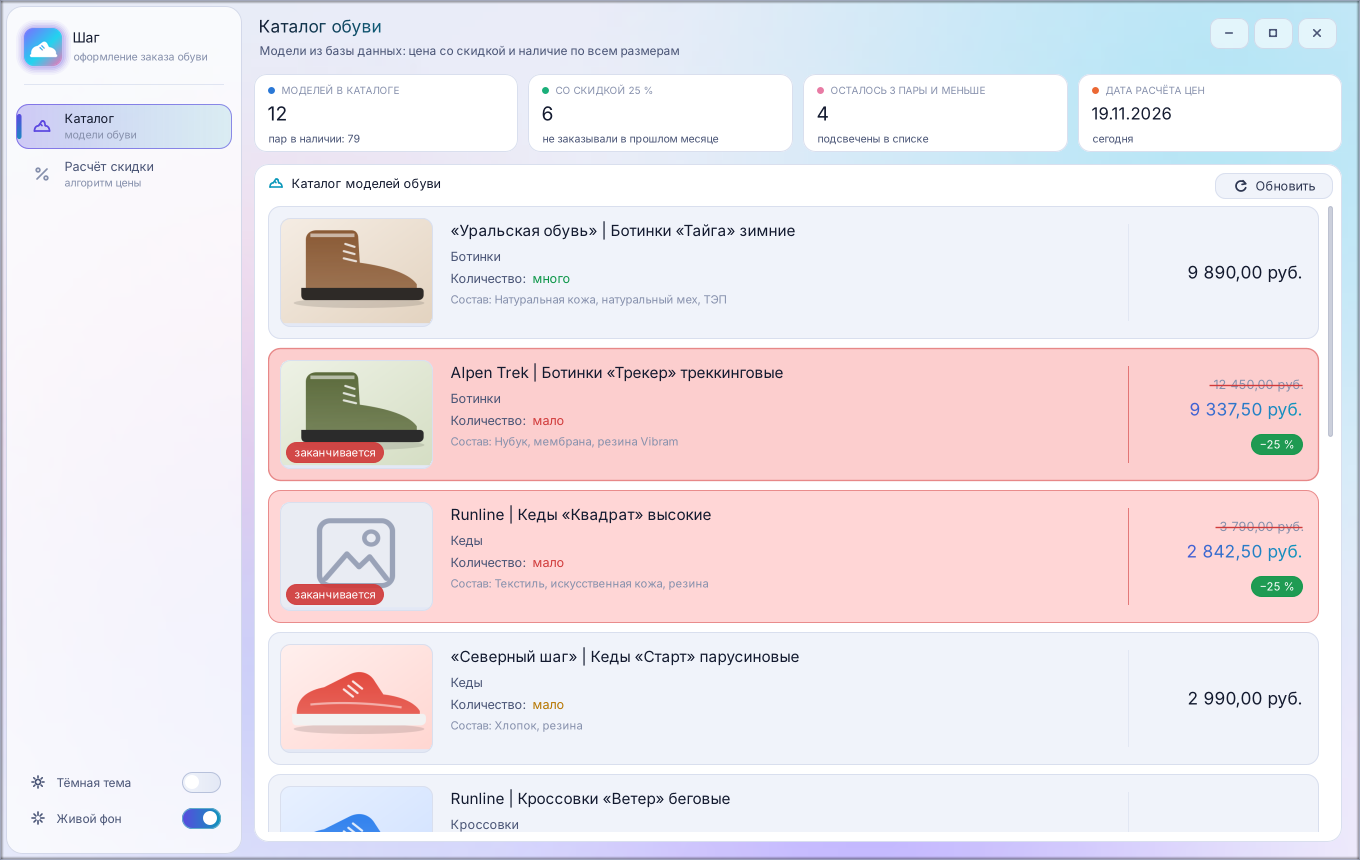 Шаг
оформление заказа обуви
Каталог
модели обуви
Расчёт скидки
алгоритм цены
Тёмная тема
Живой фон
Каталог обуви
Модели из базы данных: цена со скидкой и наличие по всем размерам
МОДЕЛЕЙ В КАТАЛОГЕ
12
пар в наличии: 79
СО СКИДКОЙ 25 %
6
не заказывали в прошлом месяце
ОСТАЛОСЬ 3 ПАРЫ И МЕНЬШЕ
4
подсвечены в списке
ДАТА РАСЧЁТА ЦЕН
19.11.2026
сегодня
Каталог моделей обуви
Обновить
«Уральская обувь» | Ботинки «Тайга» зимние
Ботинки
Количество: много
Состав: Натуральная кожа, натуральный мех, ТЭП
9 890,00 руб.
Alpen Trek | Ботинки «Трекер» треккинговые
Ботинки
Количество: мало
Состав: Нубук, мембрана, резина Vibram
заканчивается
12 450,00 руб.
9 337,50 руб.
−25 %
Runline | Кеды «Квадрат» высокие
Кеды
Количество: мало
Состав: Текстиль, искусственная кожа, резина
заканчивается
3 790,00 руб.
2 842,50 руб.
−25 %
«Северный шаг» | Кеды «Старт» парусиновые
Кеды
Количество: мало
Состав: Хлопок, резина
2 990,00 руб.
Runline | Кроссовки «Ветер» беговые
Кроссовки